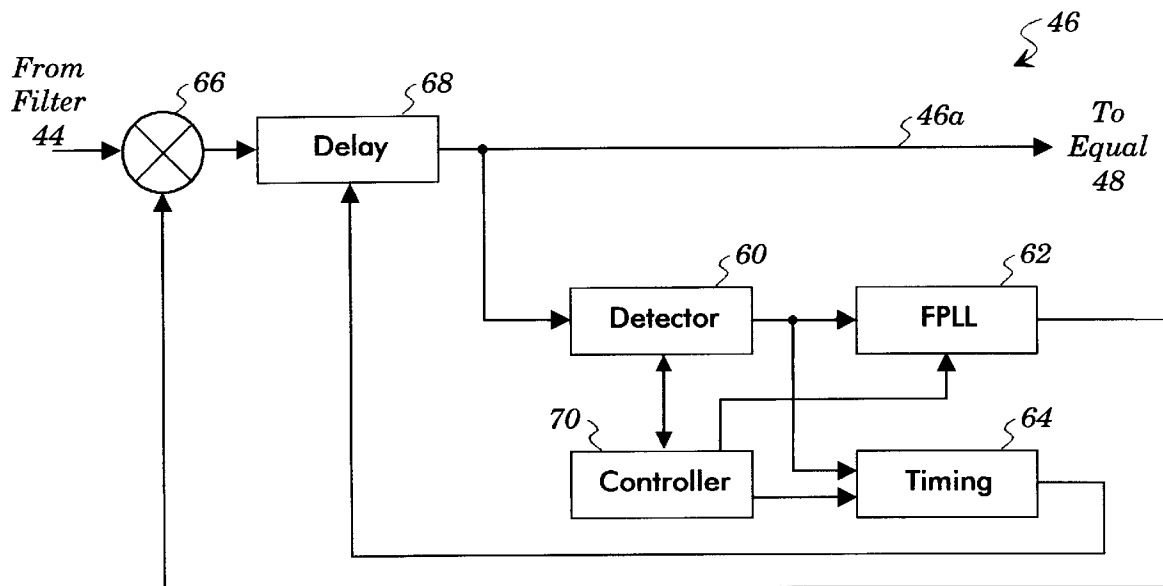 46
From
Filter
44
66
68
Delay
46a
To
Equal
48
60
Detector
62
FPLL
70
Controller
64
Timing